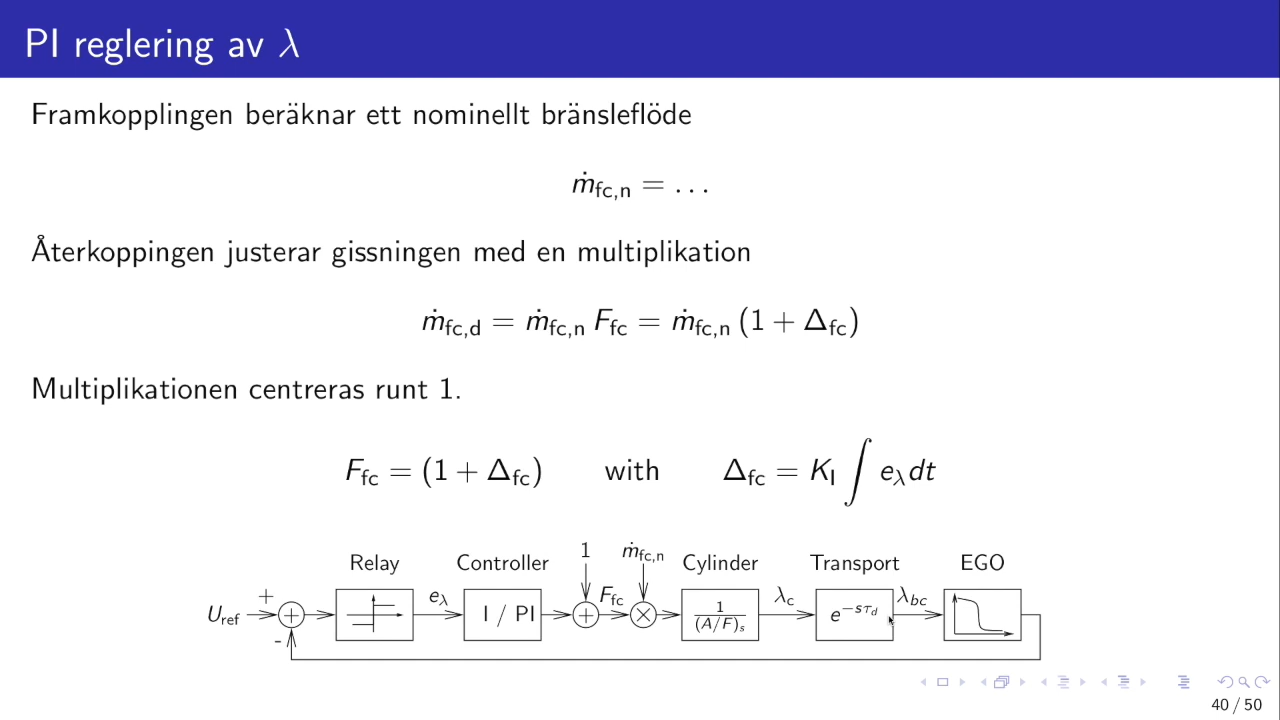 PI reglering av λ
Framkopplingen beräknar ett nominellt bränsleflöde
ṁ_fc,n = . . .
Återkoppingen justerar gissningen med en multiplikation
ṁ_fc,d = ṁ_fc,n F_fc = ṁ_fc,n (1 + Δ_fc)
Multiplikationen centreras runt 1.
F_fc = (1 + Δ_fc) with Δ_fc = K_I ∫ e_λ dt
1 ṁ_fc,n
Relay Controller Cylinder Transport EGO
+ e_λ F_fc λ_c λ_bc
U_ref + I / PI + × 1/(A/F)_s e^{−sτ_d}
-
40 / 50